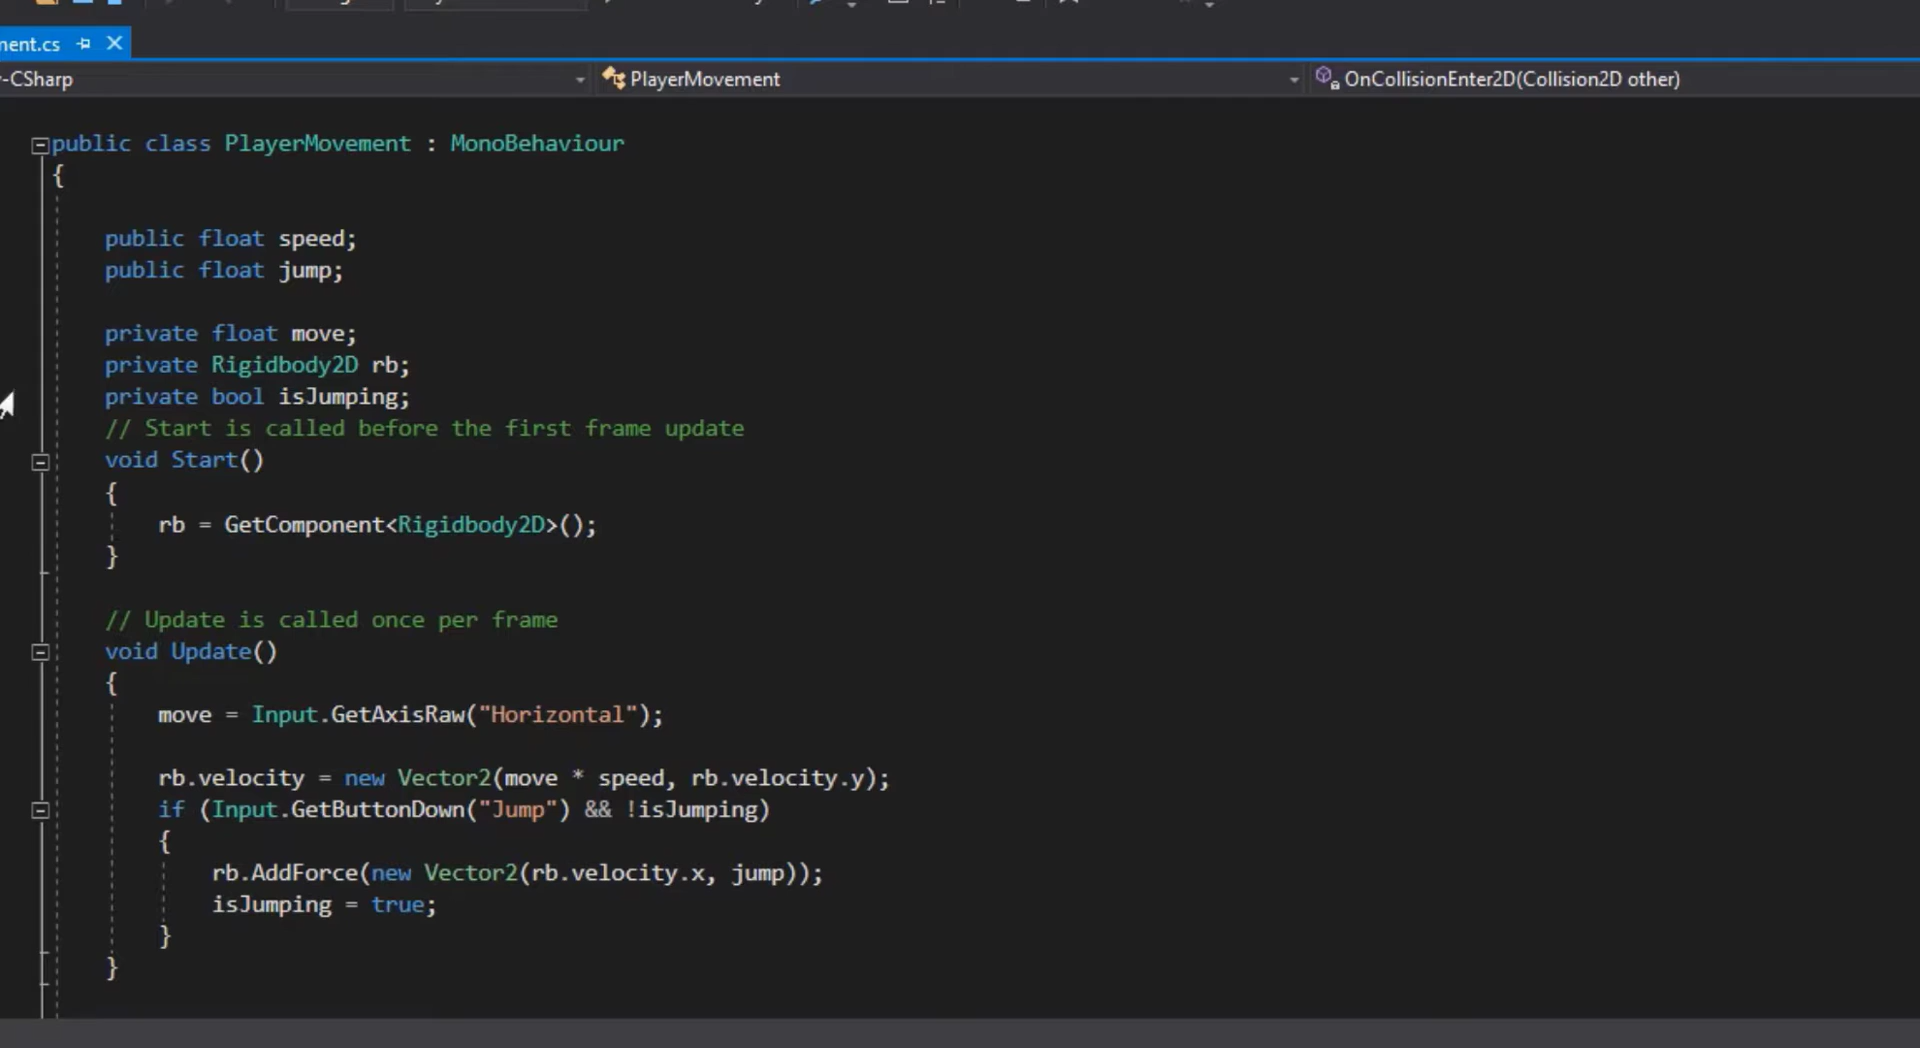 ment.cs
-CSharp
PlayerMovement
OnCollisionEnter2D(Collision2D other)
public class PlayerMovement : MonoBehaviour
{
public float speed;
public float jump;
private float move;
private Rigidbody2D rb;
private bool isJumping;
// Start is called before the first frame update
void Start()
{
rb = GetComponent<Rigidbody2D>();
}
// Update is called once per frame
void Update()
{
move = Input.GetAxisRaw("Horizontal");
rb.velocity = new Vector2(move * speed, rb.velocity.y);
if (Input.GetButtonDown("Jump") && !isJumping)
{
rb.AddForce(new Vector2(rb.velocity.x, jump));
isJumping = true;
}
}